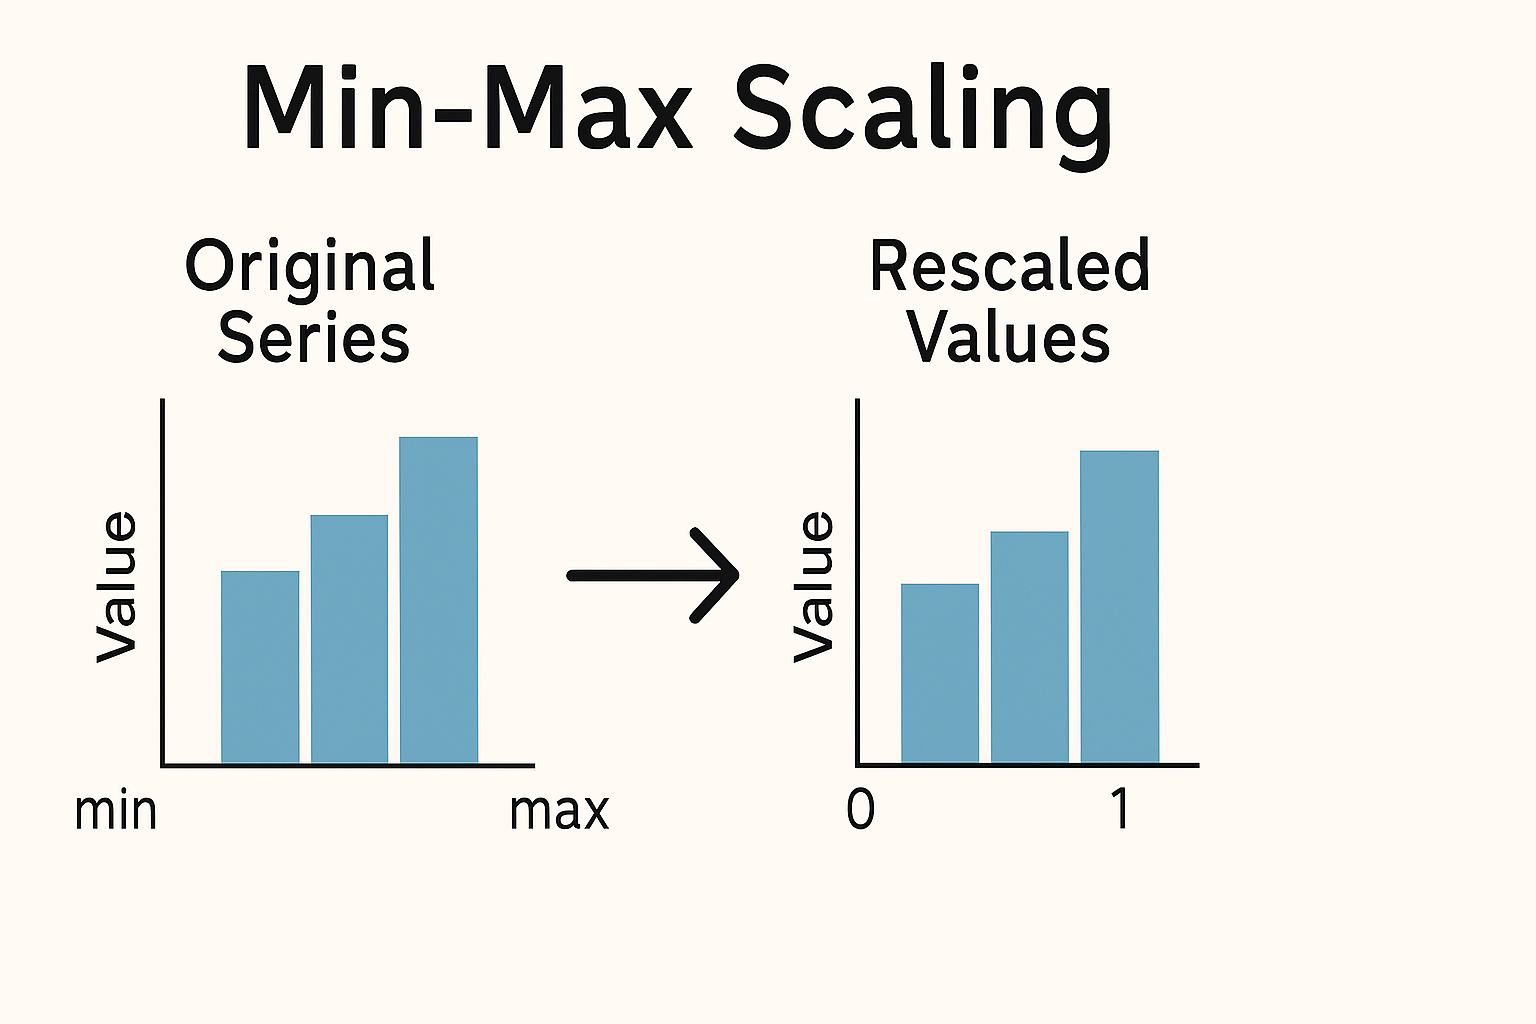 Min-Max Scaling
Original
Series
Rescaled
Values
Value
Value
min
max
0
1